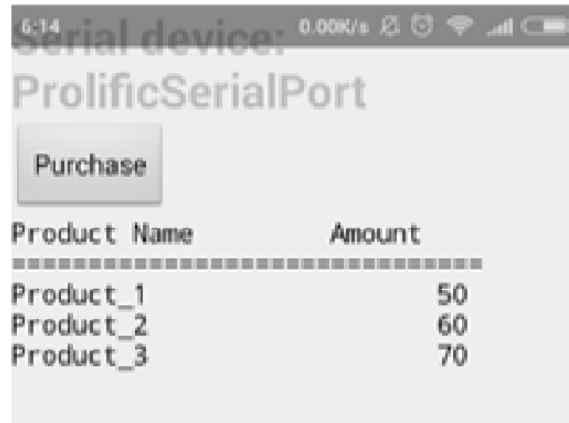 6:14 0.00K/s
Serial device:
ProlificSerialPort
Purchase
Product Name Amount
==============================
Product_1 50
Product_2 60
Product_3 70